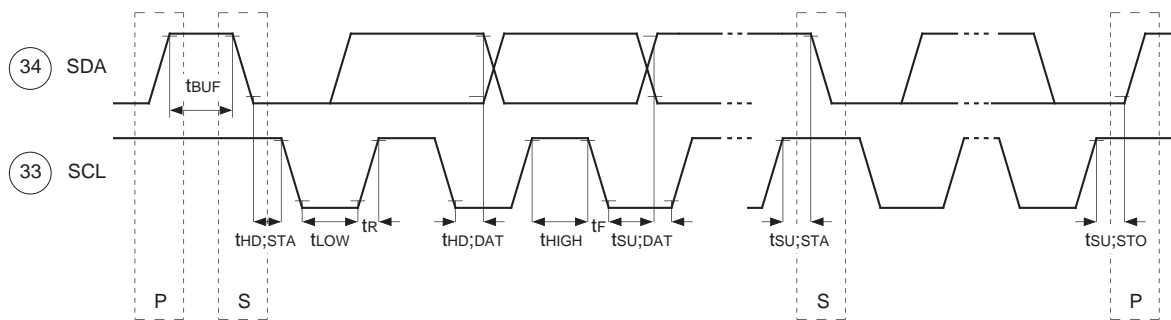 34 SDA
tBUF
33 SCL
tHD;STA tLOW tR tHD;DAT tHIGH tF tSU;DAT tSU;STA tSU;STO
P S S P